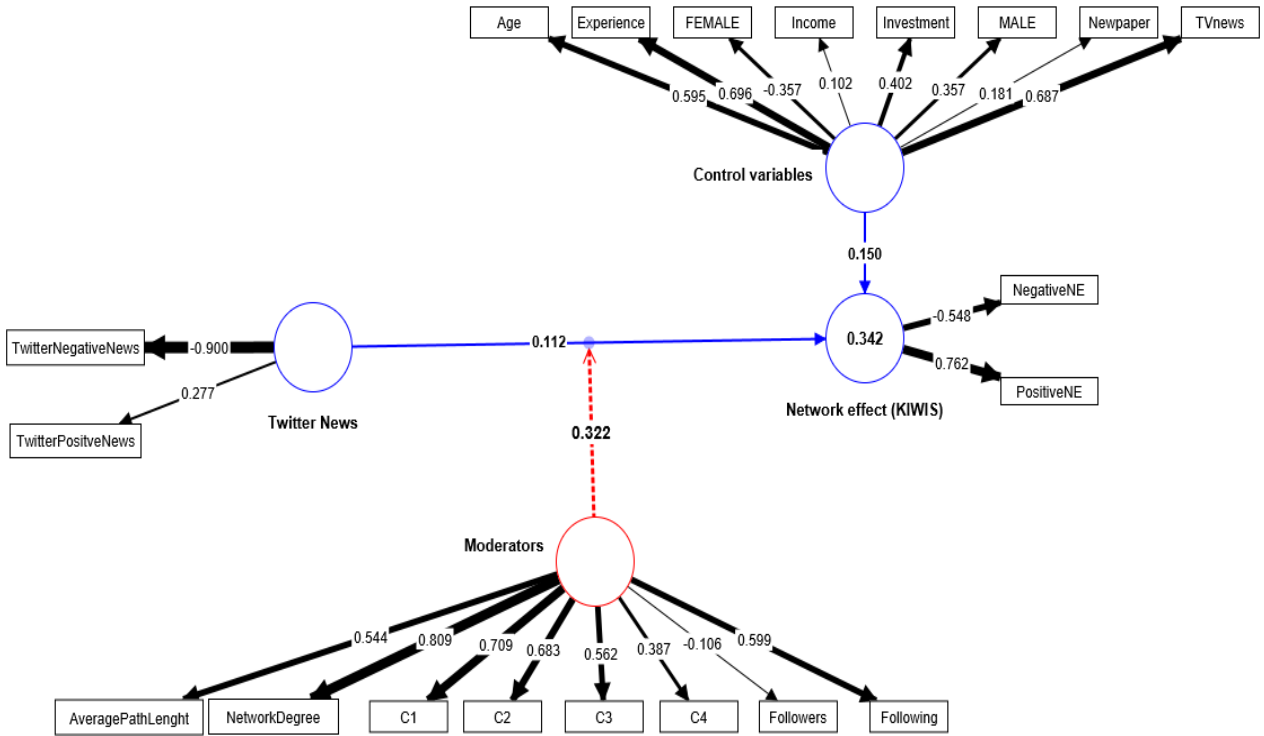 Age Experience FEMALE Income Investment MALE Newpaper TVnews
0.595 0.696 -0.357 0.102 0.402 0.357 0.181 0.687
Control variables
0.150
NegativeNE
-0.548
0.342
0.762
PositiveNE
Network effect (KIWIS)
TwitterNegativeNews -0.900
0.112
0.277
Twitter News
TwitterPositveNews
0.322
Moderators
0.544 0.809 0.709 0.683 0.562 0.387 -0.106 0.599
AveragePathLenght NetworkDegree C1 C2 C3 C4 Followers Following